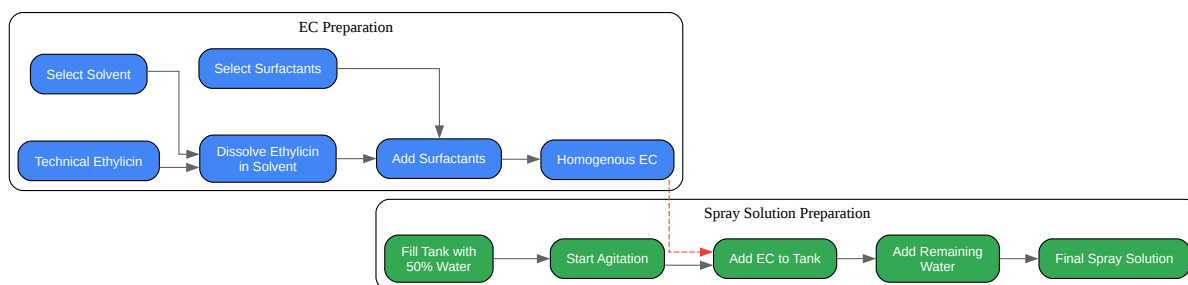 EC Preparation
Select Solvent
Select Surfactants
Technical Ethylicin
Dissolve Ethylicin
in Solvent
Add Surfactants
Homogenous EC
Spray Solution Preparation
Fill Tank with
50% Water
Start Agitation
Add EC to Tank
Add Remaining
Water
Final Spray Solution